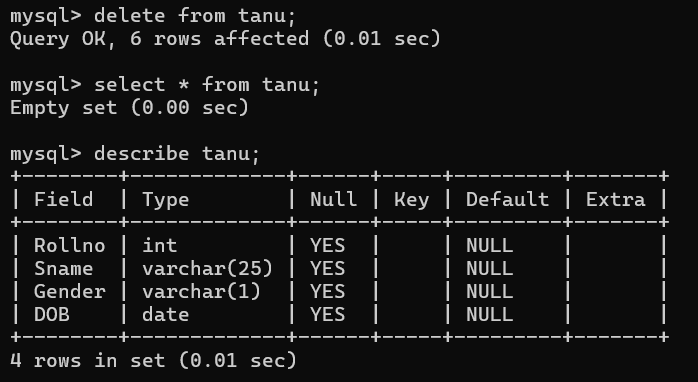 mysql> delete from tanu;
Query OK, 6 rows affected (0.01 sec)
mysql> select * from tanu;
Empty set (0.00 sec)
mysql> describe tanu;
+--------+-------------+------+-----+---------+-------+
| Field  | Type        | Null | Key | Default | Extra |
+--------+-------------+------+-----+---------+-------+
| Rollno | int         | YES  |     | NULL    |       |
| Sname  | varchar(25) | YES  |     | NULL    |       |
| Gender | varchar(1)  | YES  |     | NULL    |       |
| DOB    | date        | YES  |     | NULL    |       |
+--------+-------------+------+-----+---------+-------+
4 rows in set (0.01 sec)